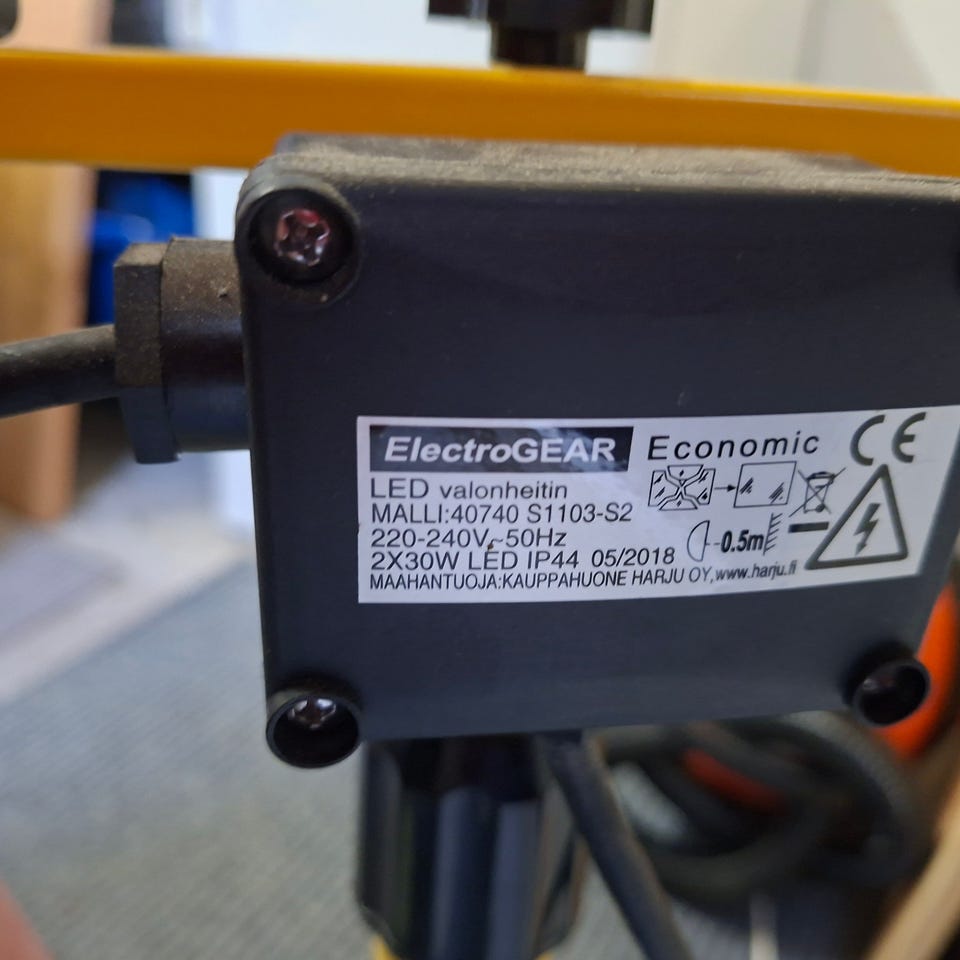 ElectroGEAR Economic CE
LED valonheitin
MALLI:40740 S1103-S2
220-240V~50Hz
-0.5m
2X30W LED IP44 05/2018
MAAHANTUOJA:KAUPPAHUONE HARJU OY,www.harju.fi